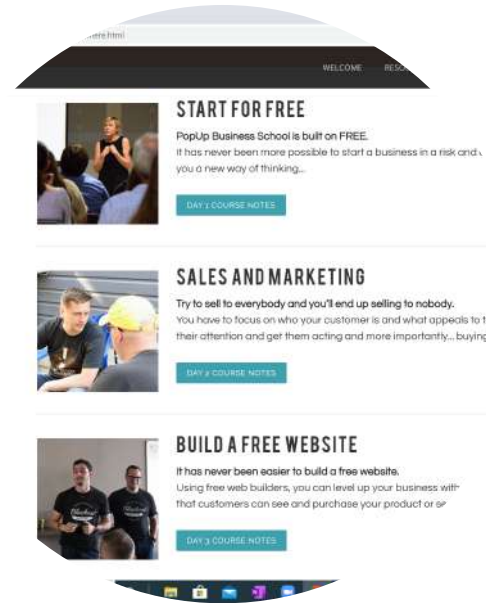 WELCOME
START FOR FREE
PopUp Business School is built on FREE.
It has never been more possible to start a business in a risk and
you a new way of thinking...
DAY 1 COURSE NOTES
SALES AND MARKETING
Try to sell to everybody and you'll end up selling to nobody.
You have to focus on who your customer is and what appeals to t
their attention and get them acting and more importantly... buying
DAY 2 COURSE NOTES
BUILD A FREE WEBSITE
It has never been easier to build a free website.
Using free web builders, you can level up your business with
that customers can see and purchase your product or
DAY 3 COURSE NOTES